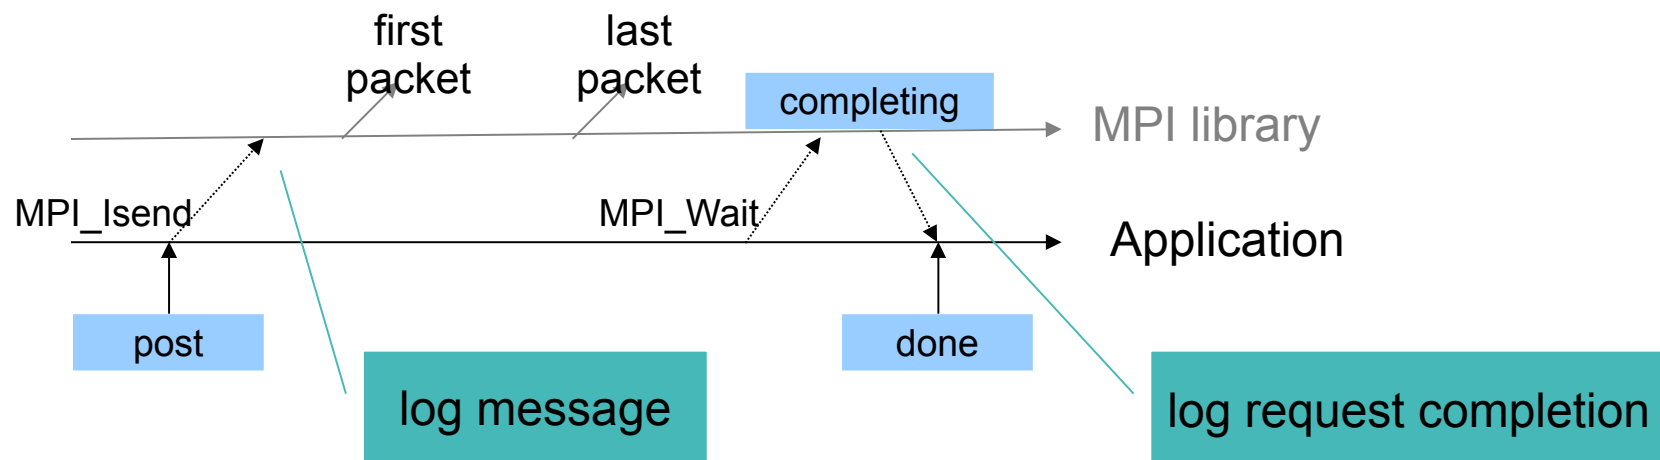 first
packet
last
packet
completing
MPI library
MPI_Isend
MPI_Wait
Application
post
done
log message
log request completion